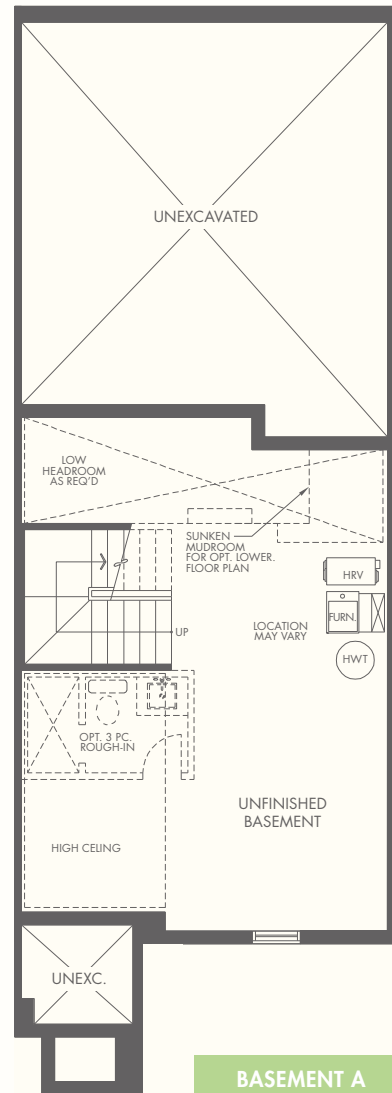 UNEXCAVATED
LOW
HEADROOM
AS REQ'D
SUNKEN
MUDROOM
FOR OPT. LOWER.
FLOOR PLAN
HRV
FURN.
LOCATION
MAY VARY
UP
HWT
OPT. 3 PC.
ROUGH-IN
UNFINISHED
BASEMENT
HIGH CELING
UNEXC.
BASEMENT A